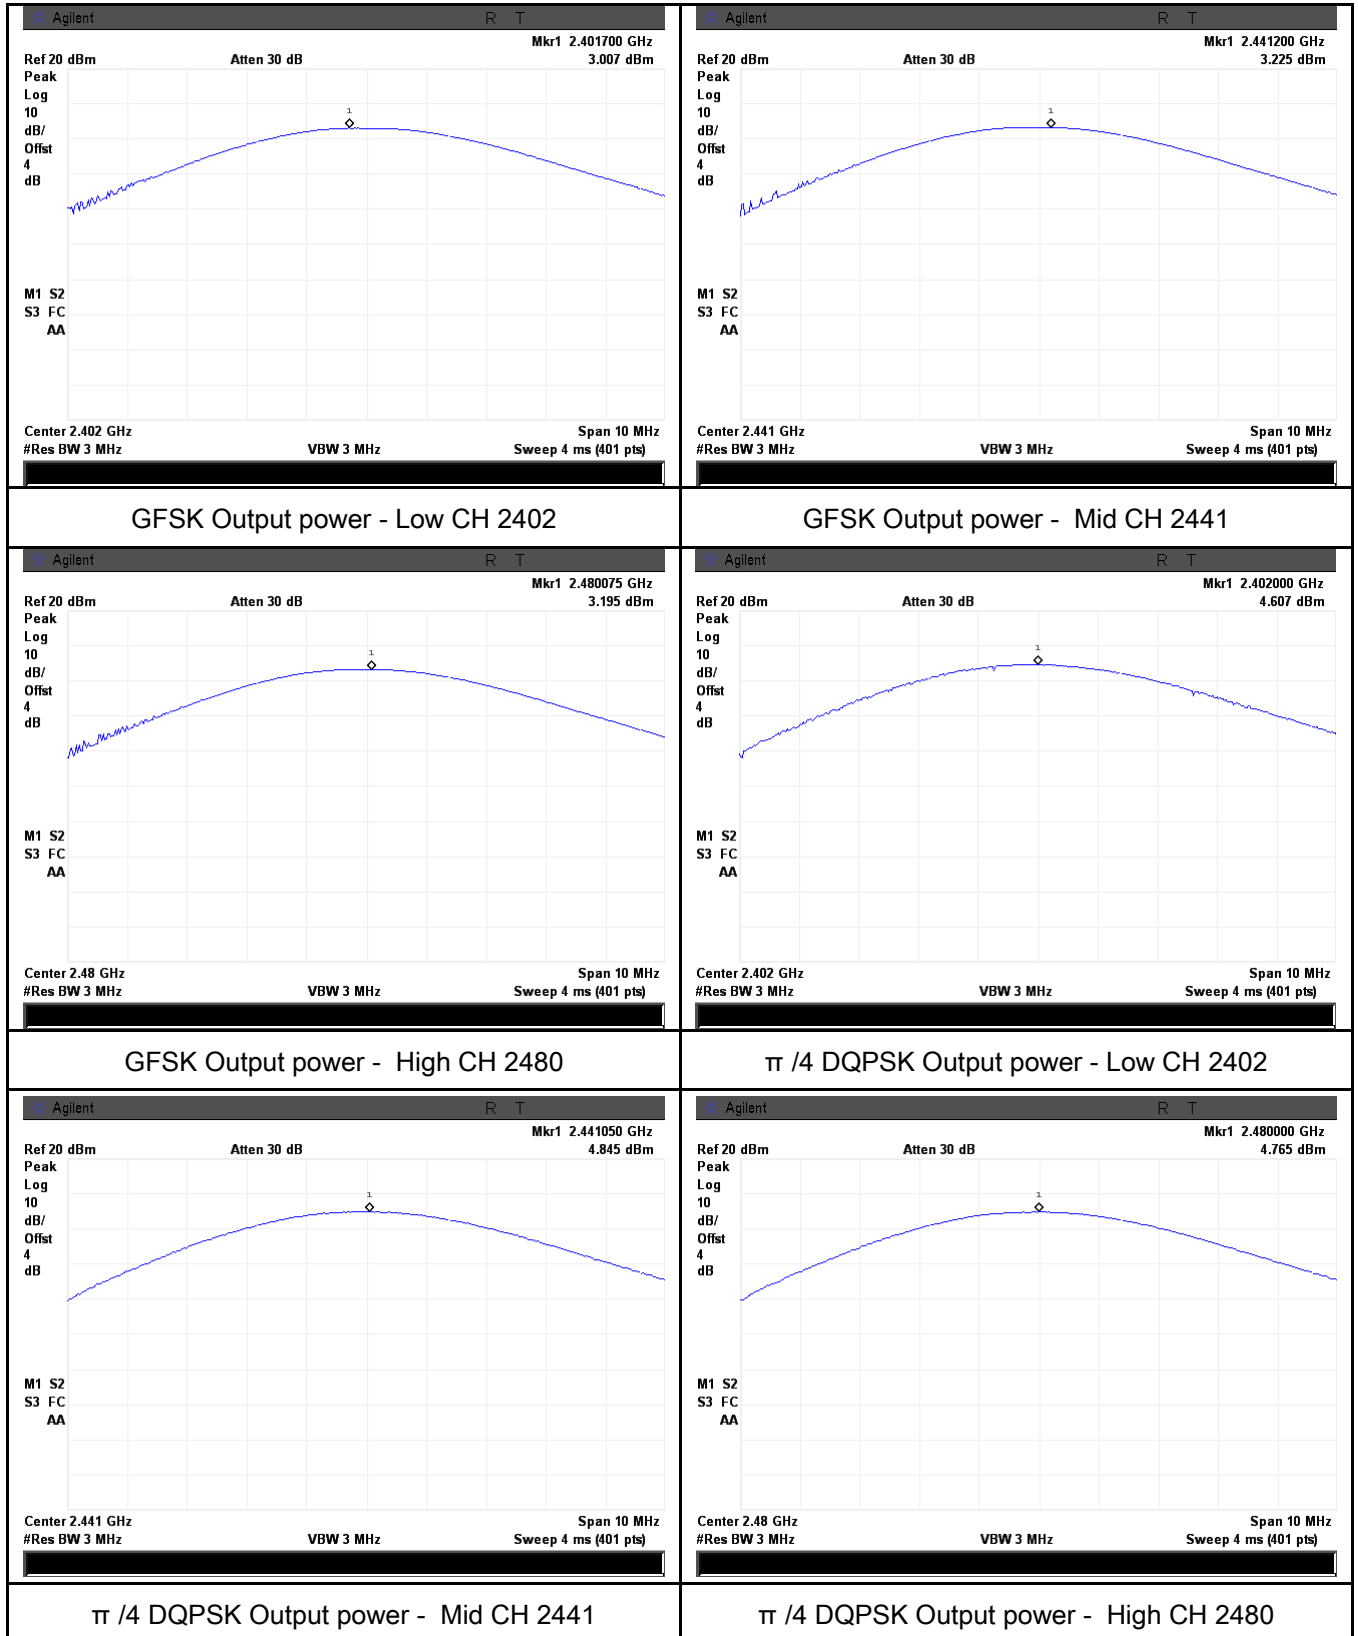 Agilent R T
Mkr1 2.401700 GHz
Ref 20 dBm Atten 30 dB 3.007 dBm
Peak
Log
10
dB/
Offst
4
dB
1
M1 S2
S3 FC
AA
Center 2.402 GHz Span 10 MHz
#Res BW 3 MHz VBW 3 MHz Sweep 4 ms (401 pts)
GFSK Output power - Low CH 2402
Agilent R T
Mkr1 2.441200 GHz
Ref 20 dBm Atten 30 dB 3.225 dBm
Peak
Log
10
dB/
Offst
4
dB
1
M1 S2
S3 FC
AA
Center 2.441 GHz Span 10 MHz
#Res BW 3 MHz VBW 3 MHz Sweep 4 ms (401 pts)
GFSK Output power - Mid CH 2441
Agilent R T
Mkr1 2.480075 GHz
Ref 20 dBm Atten 30 dB 3.195 dBm
Peak
Log
10
dB/
Offst
4
dB
1
M1 S2
S3 FC
AA
Center 2.48 GHz Span 10 MHz
#Res BW 3 MHz VBW 3 MHz Sweep 4 ms (401 pts)
GFSK Output power - High CH 2480
Agilent R T
Mkr1 2.402000 GHz
Ref 20 dBm Atten 30 dB 4.607 dBm
Peak
Log
10
dB/
Offst
4
dB
1
M1 S2
S3 FC
AA
Center 2.402 GHz Span 10 MHz
#Res BW 3 MHz VBW 3 MHz Sweep 4 ms (401 pts)
π /4 DQPSK Output power - Low CH 2402
Agilent R T
Mkr1 2.441050 GHz
Ref 20 dBm Atten 30 dB 4.845 dBm
Peak
Log
10
dB/
Offst
4
dB
1
M1 S2
S3 FC
AA
Center 2.441 GHz Span 10 MHz
#Res BW 3 MHz VBW 3 MHz Sweep 4 ms (401 pts)
π /4 DQPSK Output power - Mid CH 2441
Agilent R T
Mkr1 2.480000 GHz
Ref 20 dBm Atten 30 dB 4.765 dBm
Peak
Log
10
dB/
Offst
4
dB
1
M1 S2
S3 FC
AA
Center 2.48 GHz Span 10 MHz
#Res BW 3 MHz VBW 3 MHz Sweep 4 ms (401 pts)
π /4 DQPSK Output power - High CH 2480